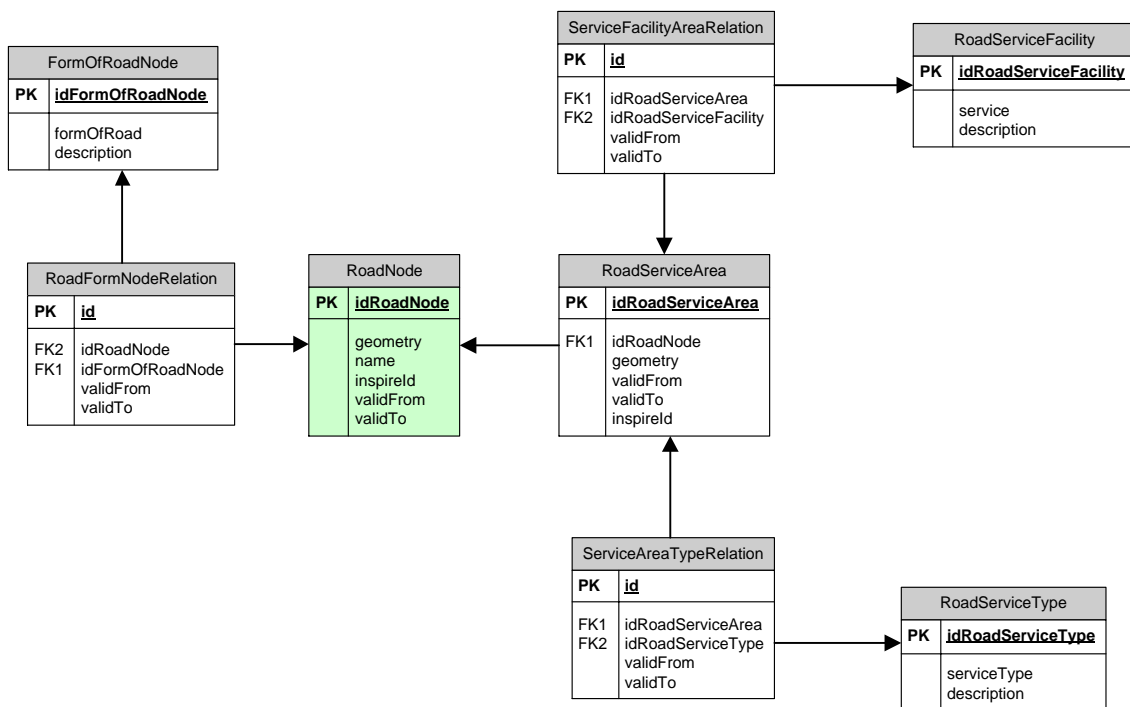 ServiceFacilityAreaRelation
PK id
FK1 idRoadServiceArea
FK2 idRoadServiceFacility
validFrom
validTo
RoadServiceFacility
PK idRoadServiceFacility
service
description
FormOfRoadNode
PK idFormOfRoadNode
formOfRoad
description
RoadFormNodeRelation
PK id
FK2 idRoadNode
FK1 idFormOfRoadNode
validFrom
validTo
RoadNode
PK idRoadNode
geometry
name
inspireId
validFrom
validTo
RoadServiceArea
PK idRoadServiceArea
FK1 idRoadNode
geometry
validFrom
validTo
inspireId
ServiceAreaTypeRelation
PK id
FK1 idRoadServiceArea
FK2 idRoadServiceType
validFrom
validTo
RoadServiceType
PK idRoadServiceType
serviceType
description